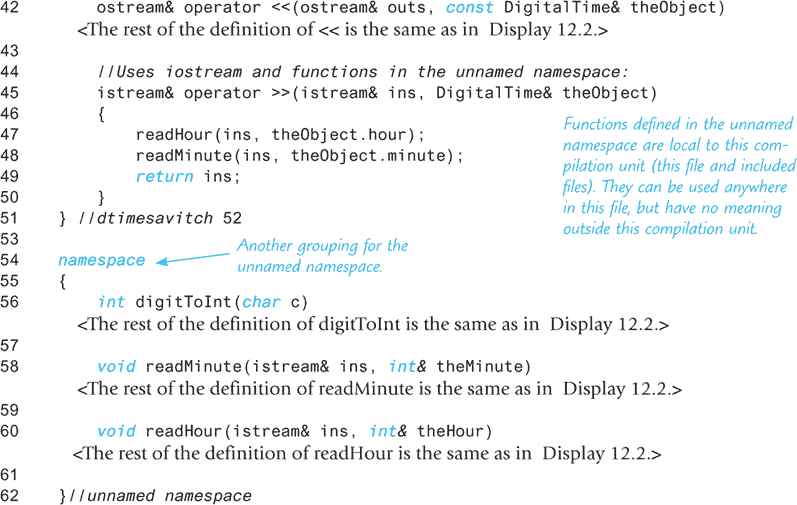 42 ostream& operator <<(ostream& outs, const DigitalTime& theObject)
<The rest of the definition of << is the same as in Display 12.2.>
43
44 //Uses iostream and functions in the unnamed namespace:
45 istream& operator >>(istream& ins, DigitalTime& theObject)
46 {
47 readHour(ins, theObject.hour);
48 readMinute(ins, theObject.minute);
49 return ins;
50 }
51 } //dtimesavitch 52
Functions defined in the unnamed
namespace are local to this com-
pilation unit (this file and included
files). They can be used anywhere
in this file, but have no meaning
outside this compilation unit.
53
54 namespace
Another grouping for the
unnamed namespace.
55 {
56 int digitToInt(char c)
<The rest of the definition of digitToInt is the same as in Display 12.2.>
57
58 void readMinute(istream& ins, int& theMinute)
<The rest of the definition of readMinute is the same as in Display 12.2.>
59
60 void readHour(istream& ins, int& theHour)
<The rest of the definition of readHour is the same as in Display 12.2.>
61
62 }//unnamed namespace